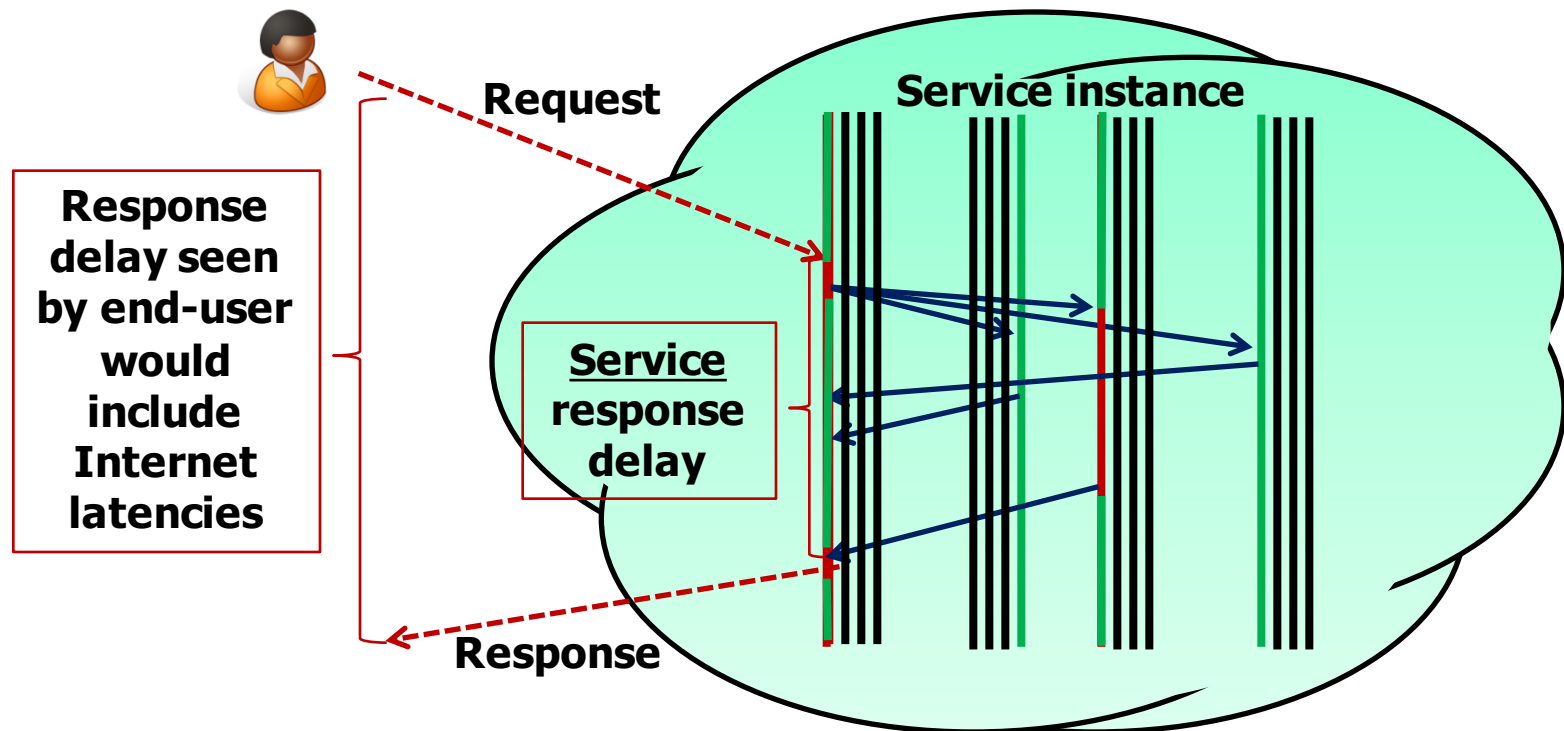 Request
Service instance
Response
delay seen
by end-user
would
include
Internet
latencies
Service
response
delay
Response